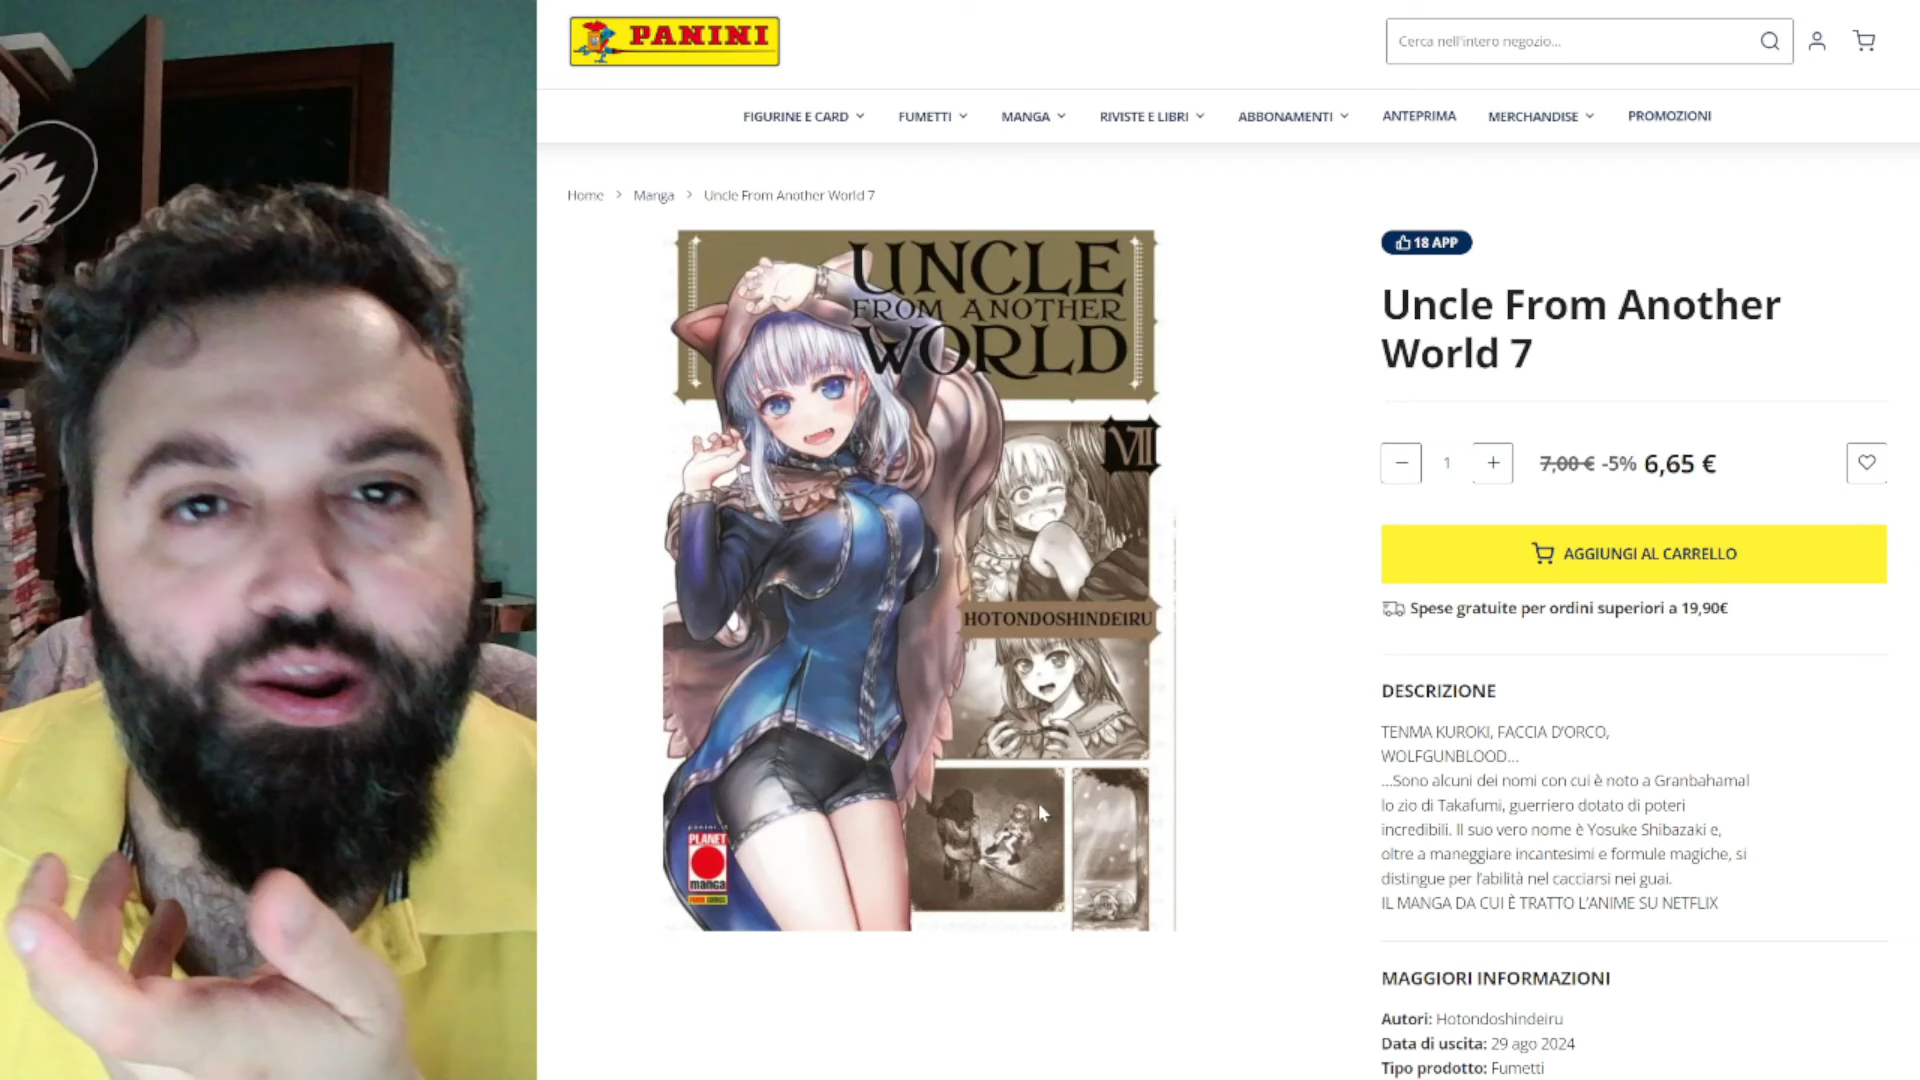 PANINI
Cerca nell'intero negozio...
FIGURINE E CARD
FUMETTI
MANGA
RIVISTE E LIBRI
ABBONAMENTI
ANTEPRIMA
MERCHANDISE
PROMOZIONI
Home > Manga > Uncle From Another World 7
UNCLE
FROM ANOTHER
WORLD
VII
HOTONDOSHINDEIRU
panini.it
PLANET
manga
PANINI COMICS
18 APP
Uncle From Another
World 7
1
7,00 € -5% 6,65 €
AGGIUNGI AL CARRELLO
Spese gratuite per ordini superiori a 19,90€
DESCRIZIONE
TENMA KUROKI, FACCIA D'ORCO,
WOLFGUNBLOOD...
...Sono alcuni dei nomi con cui è noto a Granbahamal
lo zio di Takafumi, guerriero dotato di poteri
incredibili. Il suo vero nome è Yosuke Shibazaki e,
oltre a maneggiare incantesimi e formule magiche, si
distingue per l'abilità nel cacciarsi nei guai.
IL MANGA DA CUI È TRATTO L'ANIME SU NETFLIX
MAGGIORI INFORMAZIONI
Autori: Hotondoshindeiru
Data di uscita: 29 ago 2024
Tipo prodotto: Fumetti